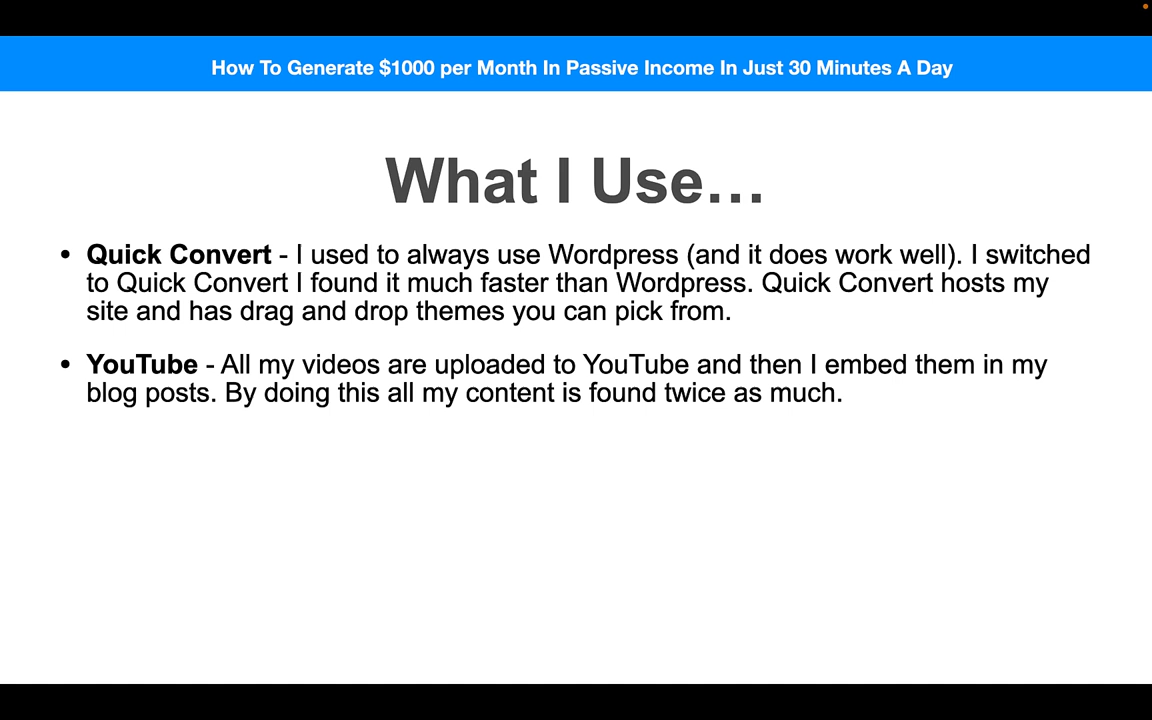 How To Generate $1000 per Month In Passive Income In Just 30 Minutes A Day
What I Use…
• Quick Convert - I used to always use Wordpress (and it does work well). I switched
to Quick Convert I found it much faster than Wordpress. Quick Convert hosts my
site and has drag and drop themes you can pick from.
• YouTube - All my videos are uploaded to YouTube and then I embed them in my
blog posts. By doing this all my content is found twice as much.